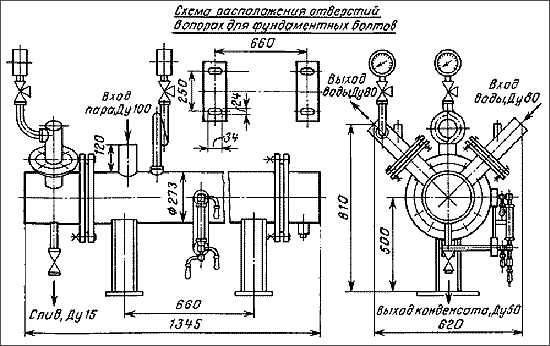 Схема расположения отверстий
в опорах для фундаментных болтов
660
250
24
34
Вход
пара, Ду 100
120
ф 273
Слив, Ду 15
660
1345
Выход
воды, Ду 80
Вход
воды, Ду 80
810
500
Выход конденсата, Ду 50
620